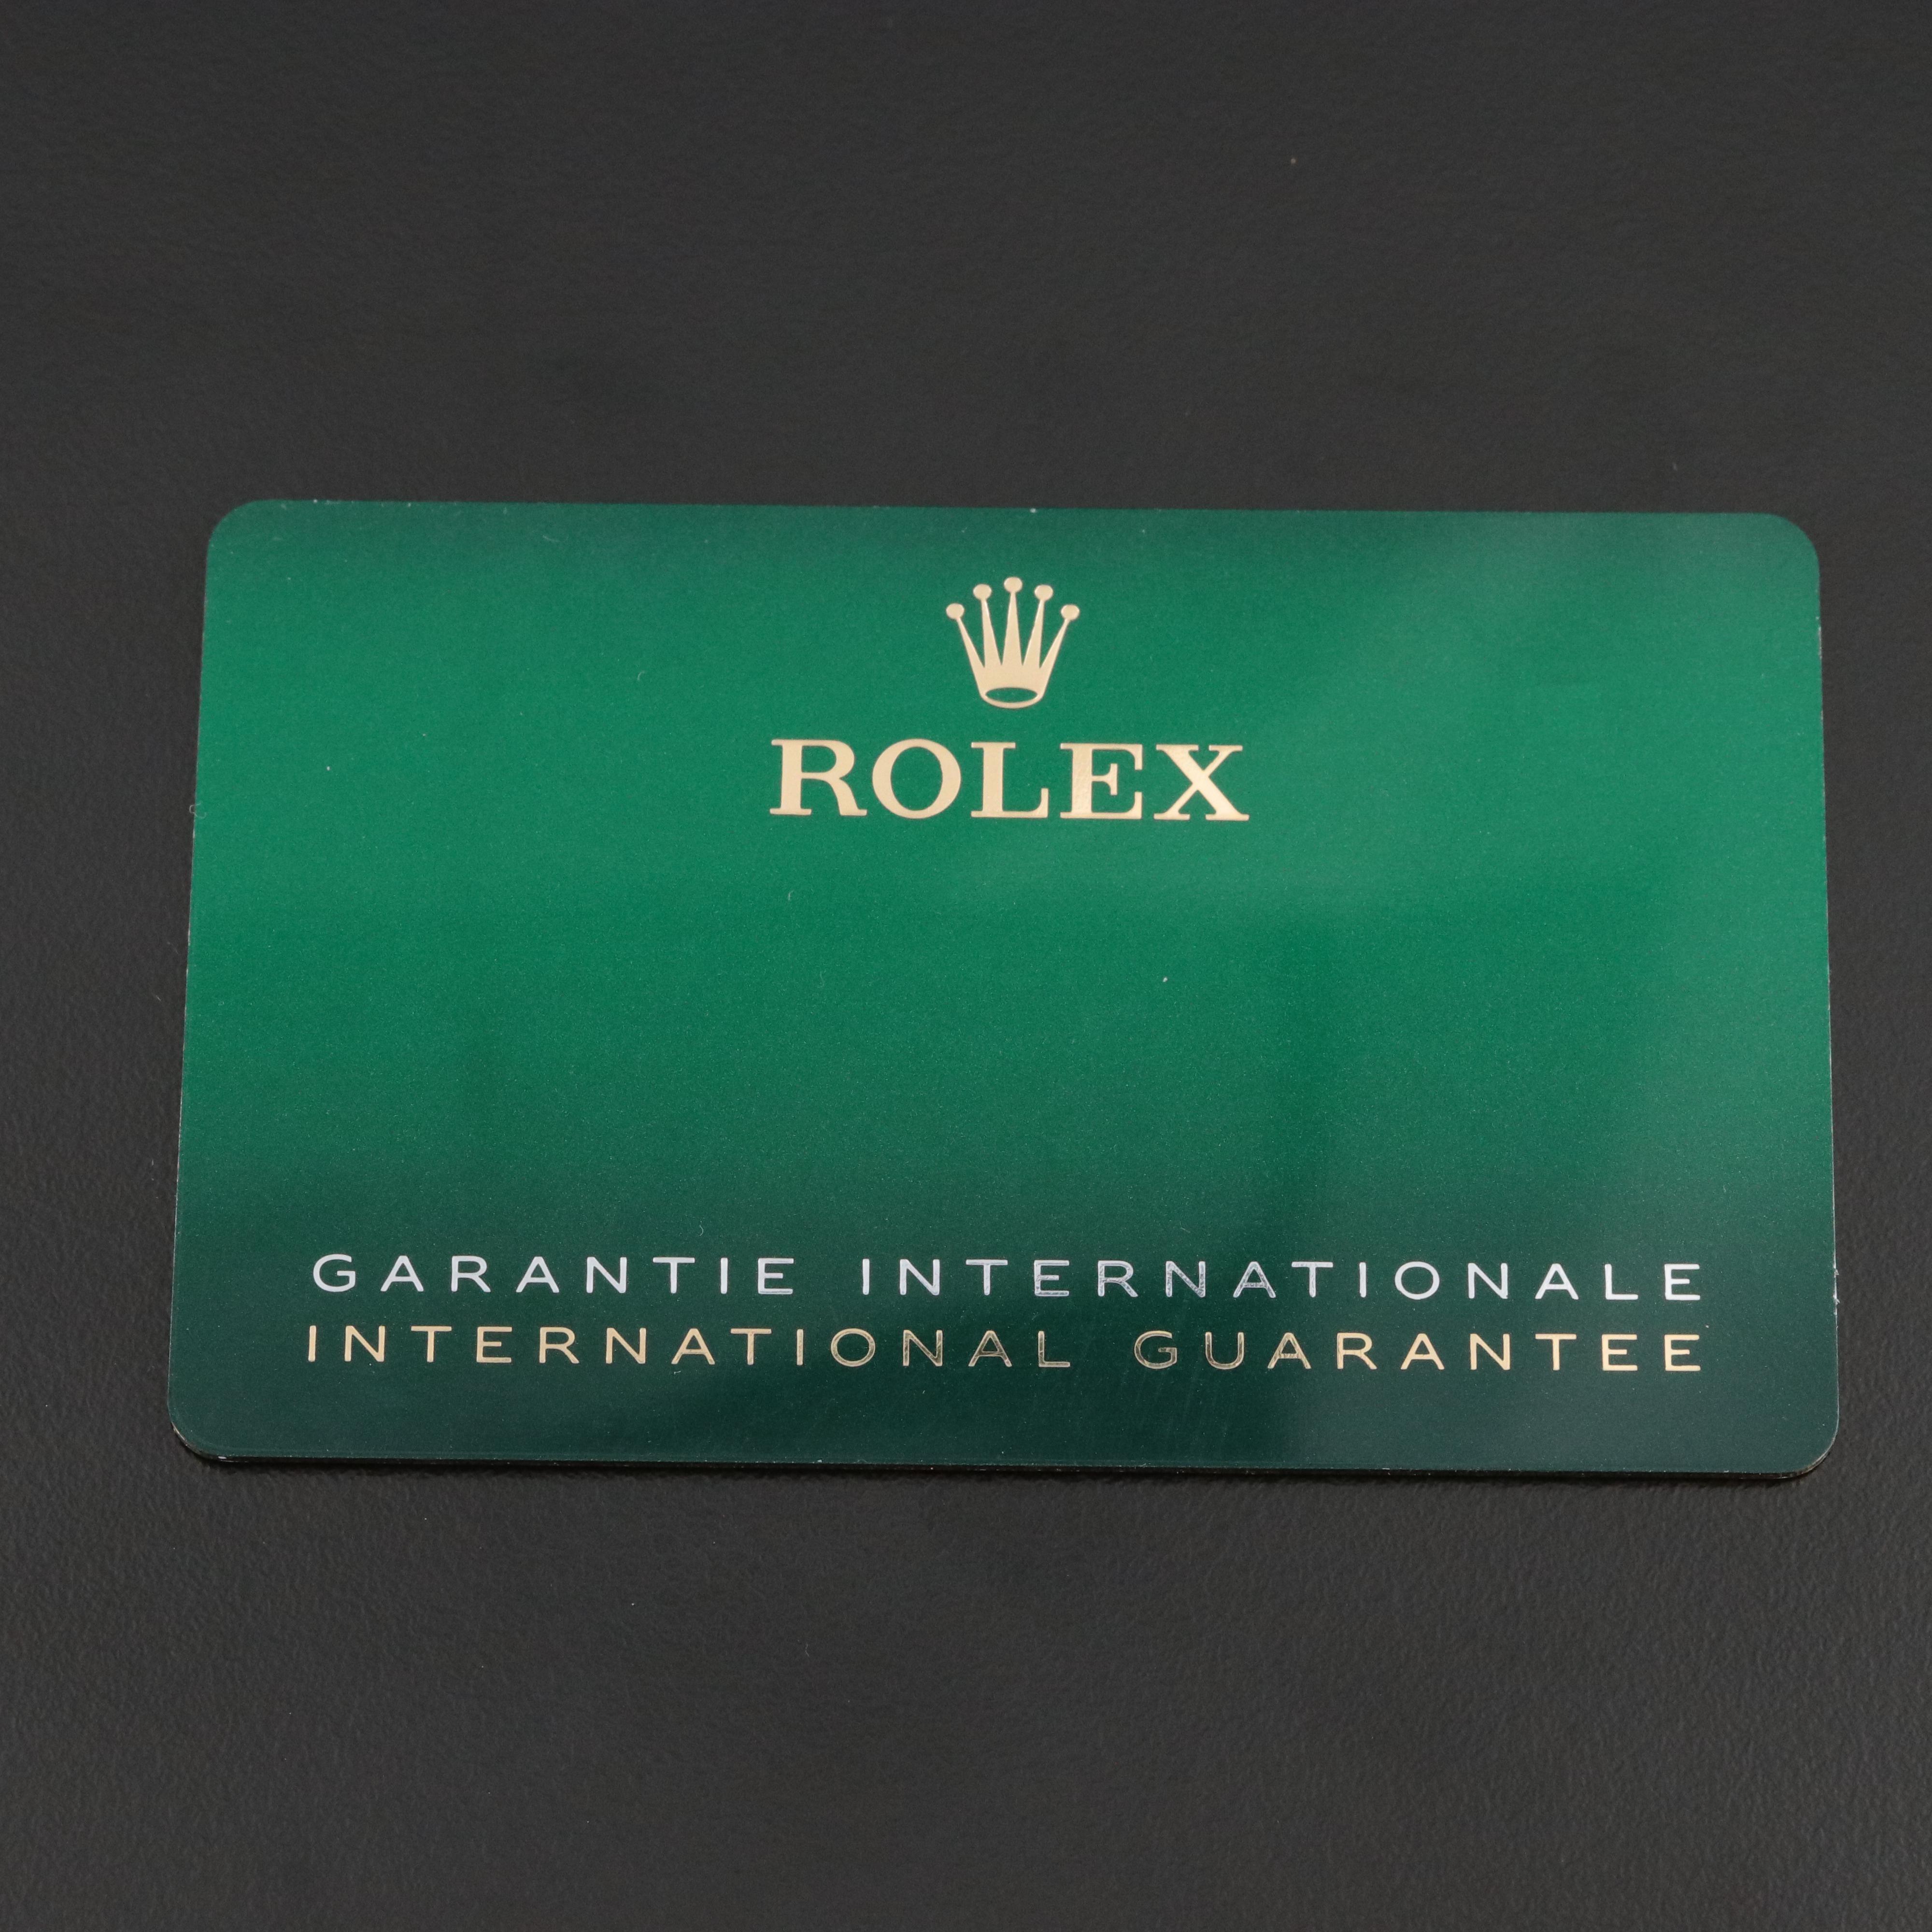 ROLEX
GARANTIE INTERNATIONALE
INTERNATIONAL GUARANTEE